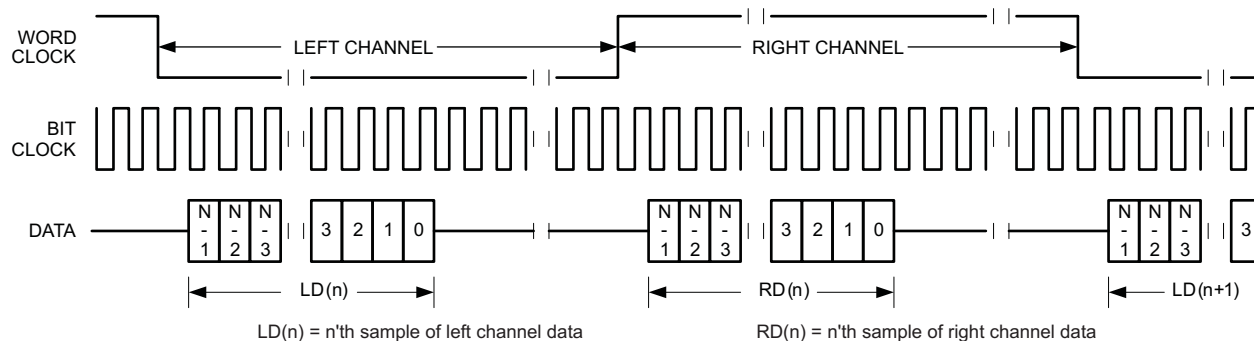 WORD
CLOCK
LEFT CHANNEL
RIGHT CHANNEL
BIT
CLOCK
DATA
N
-
1
N
-
2
N
-
3
3 2 1 0
N
-
1
N
-
2
N
-
3
3 2 1 0
N
-
1
N
-
2
N
-
3
3
LD(n)
RD(n)
LD(n+1)
LD(n) = n'th sample of left channel data
RD(n) = n'th sample of right channel data